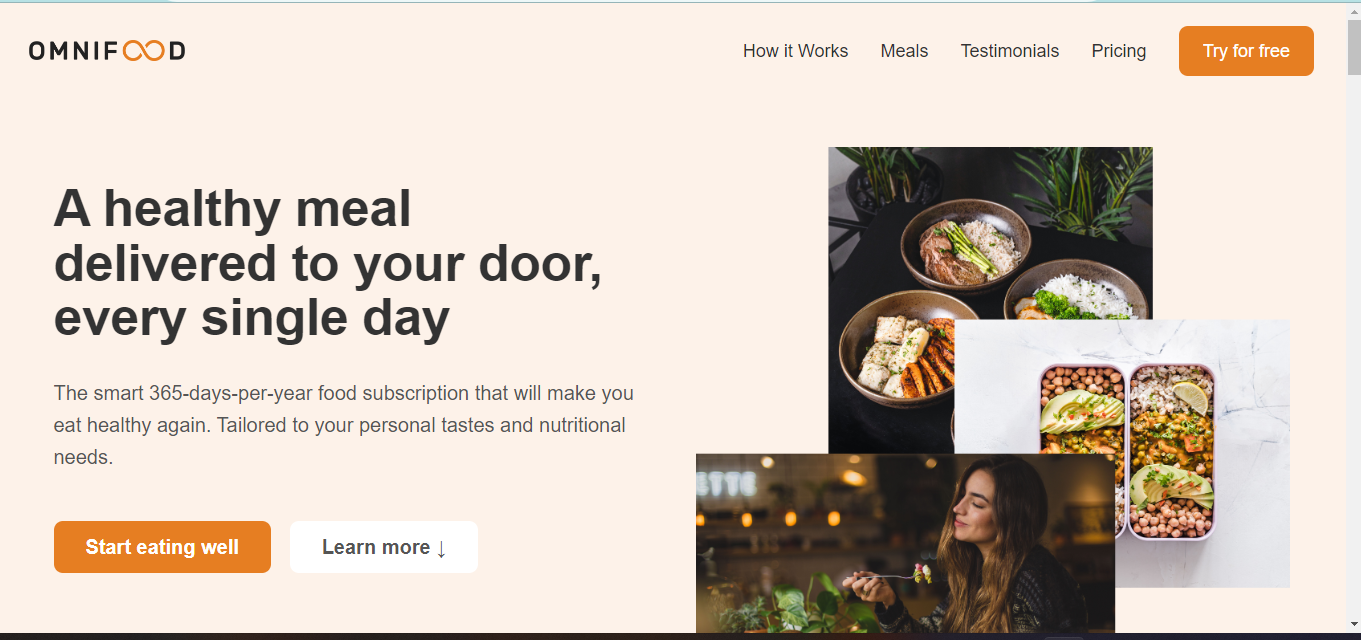 OMNIFOOD
How it Works
Meals
Testimonials
Pricing
Try for free
A healthy meal
delivered to your door,
every single day
The smart 365-days-per-year food subscription that will make you
eat healthy again. Tailored to your personal tastes and nutritional
needs.
Start eating well
Learn more ↓